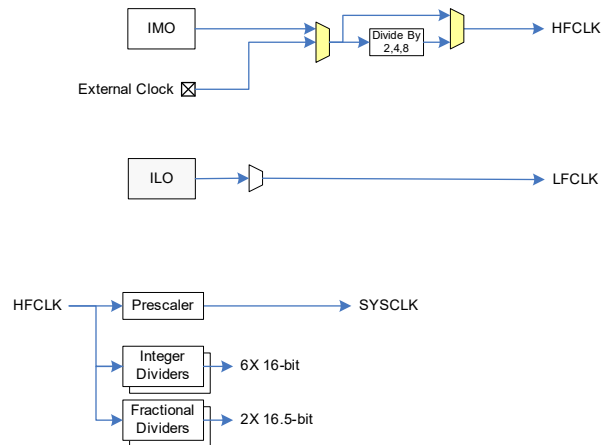 IMO
Divide By
2,4,8
HFCLK
External Clock
ILO
LFCLK
HFCLK
Prescaler
SYSCLK
Integer
Dividers
6X 16-bit
Fractional
Dividers
2X 16.5-bit